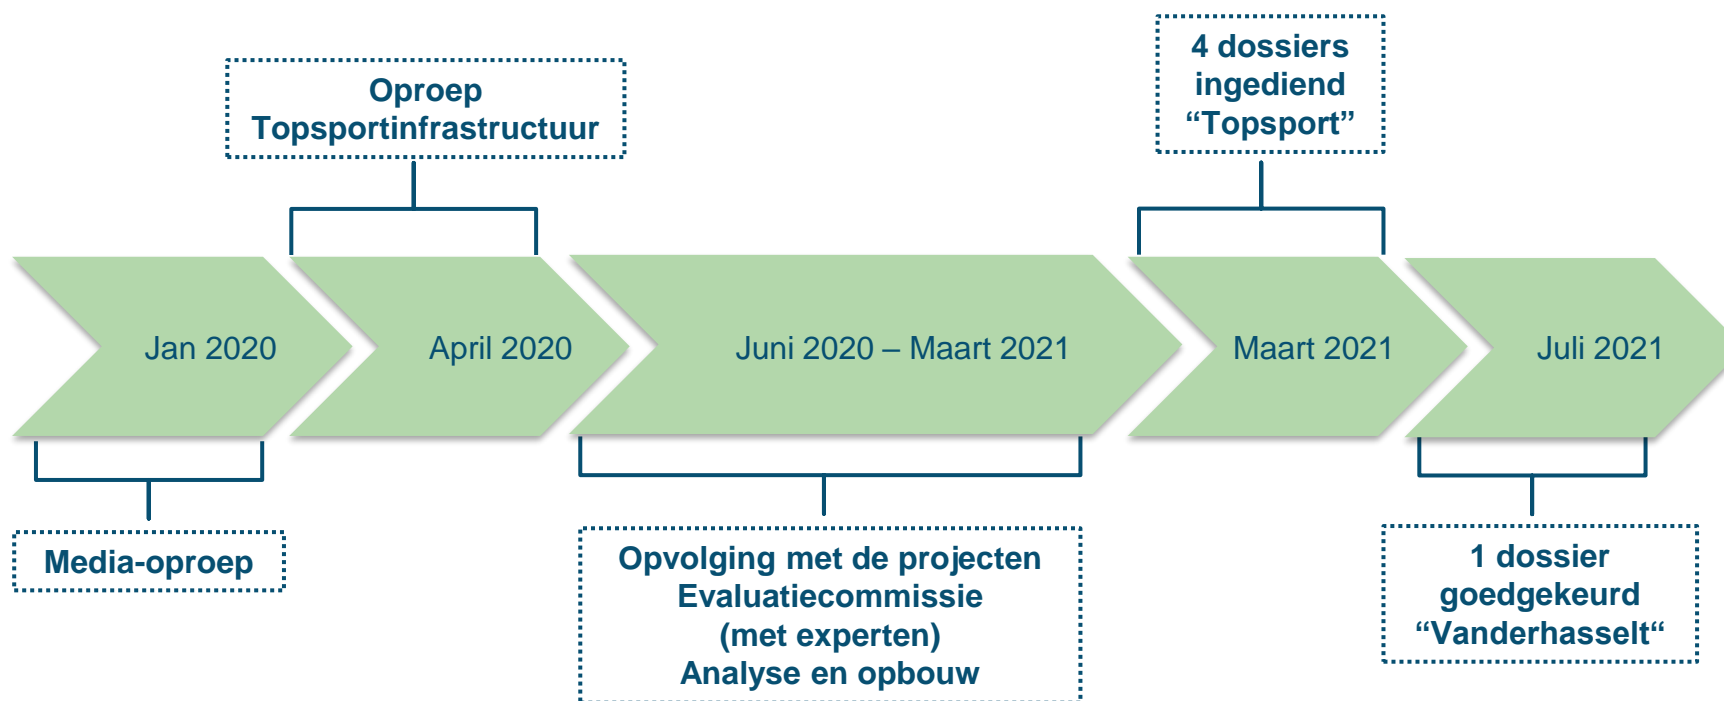 Oproep
Topsportinfrastructuur
4 dossiers
ingediend
“Topsport”
Jan 2020
April 2020
Juni 2020 – Maart 2021
Maart 2021
Juli 2021
Media-oproep
Opvolging met de projecten
Evaluatiecommissie
(met experten)
Analyse en opbouw
1 dossier
goedgekeurd
“Vanderhasselt“